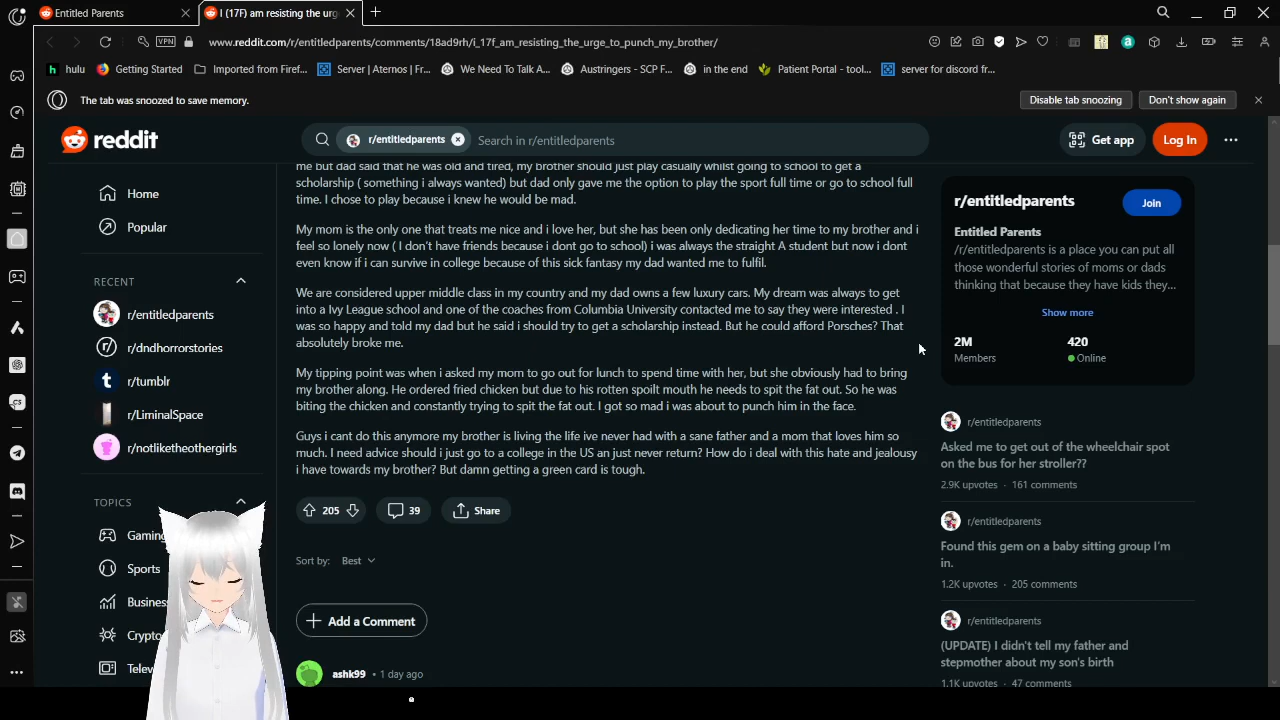 Entitled Parents
I (17F) am resisting the urge
www.reddit.com/r/entitledparents/comments/18ad9rh/i_17f_am_resisting_the_urge_to_punch_my_brother/
VPN
hulu
Getting Started
Imported from Firef...
Server | Aternos | Fr...
We Need To Talk A...
Austringers - SCP F...
in the end
Patient Portal - tool...
server for discord fr...
The tab was snoozed to save memory.
Disable tab snoozing
Don't show again
reddit
r/entitledparents
Search in r/entitledparents
Get app
Log In
Home
Popular
RECENT
r/entitledparents
r/dndhorrorstories
r/tumblr
r/LiminalSpace
r/notliketheothergirls
TOPICS
Gaming
Sports
Business
Crypto
Telev
me but dad said that he was old and tired, my brother should just play casually whilst going to school to get a
scholarship ( something i always wanted) but dad only gave me the option to play the sport full time or go to school full
time. I chose to play because i knew he would be mad.
My mom is the only one that treats me nice and i love her, but she has been only dedicating her time to my brother and i
feel so lonely now ( I don't have friends because i dont go to school) i was always the straight A student but now i dont
even know if i can survive in college because of this sick fantasy my dad wanted me to fulfil.
We are considered upper middle class in my country and my dad owns a few luxury cars. My dream was always to get
into a Ivy League school and one of the coaches from Columbia University contacted me to say they were interested . I
was so happy and told my dad but he said i should try to get a scholarship instead. But he could afford Porsches? That
absolutely broke me.
My tipping point was when i asked my mom to go out for lunch to spend time with her, but she obviously had to bring
my brother along. He ordered fried chicken but due to his rotten spoilt mouth he needs to spit the fat out. So he was
biting the chicken and constantly trying to spit the fat out. I got so mad i was about to punch him in the face.
Guys i cant do this anymore my brother is living the life ive never had with a sane father and a mom that loves him so
much. I need advice should i just go to a college in the US an just never return? How do i deal with this hate and jealousy
i have towards my brother? But damn getting a green card is tough.
205
39
Share
Sort by:
Best
Add a Comment
ashk99 • 1 day ago
r/entitledparents
Join
Entitled Parents
/r/entitledparents is a place you can put all
those wonderful stories of moms or dads
thinking that because they have kids they...
Show more
2M
420
Members
Online
r/entitledparents
Asked me to get out of the wheelchair spot
on the bus for her stroller??
2.9K upvotes · 161 comments
r/entitledparents
Found this gem on a baby sitting group I'm
in.
1.2K upvotes · 205 comments
r/entitledparents
(UPDATE) I didn't tell my father and
stepmother about my son's birth
1.1K upvotes · 47 comments